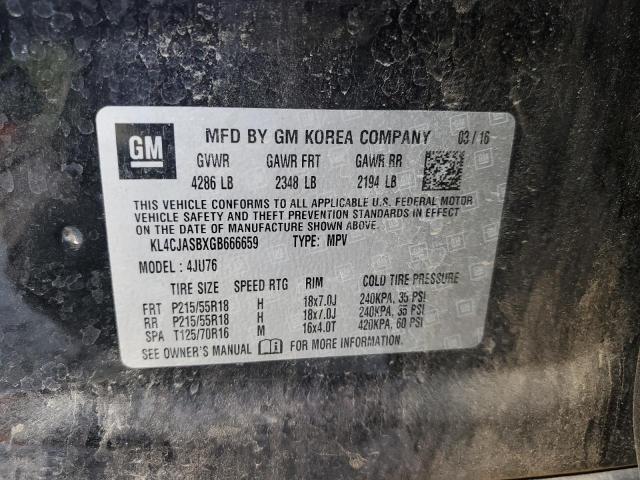 GM MFD BY GM KOREA COMPANY 03/16
GVWR GAWR FRT GAWR RR
4286 LB 2348 LB 2194 LB
THIS VEHICLE CONFORMS TO ALL APPLICABLE U.S. FEDERAL MOTOR
VEHICLE SAFETY AND THEFT PREVENTION STANDARDS IN EFFECT
ON THE DATE OF MANUFACTURE SHOWN ABOVE.
KL4CJASBXGB666659 TYPE: MPV
MODEL : 4JU76
TIRE SIZE SPEED RTG RIM COLD TIRE PRESSURE
FRT P215/55R18 H 18x7.0J 240KPA, 35 PSI
RR P215/55R18 H 18x7.0J 240KPA, 35 PSI
SPA T125/70R16 M 16x4.0T 420KPA, 60 PSI
SEE OWNER'S MANUAL FOR MORE INFORMATION.